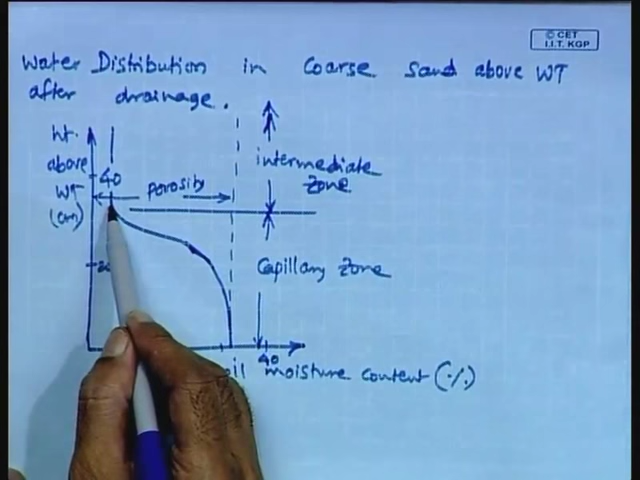 © CET
I.I.T. KGP
Water Distribution in Coarse Sand above WT
after drainage.
ht.
above
WT
(cm)
40
porosity
intermediate
Zone
Capillary Zone
40
moisture content (%)